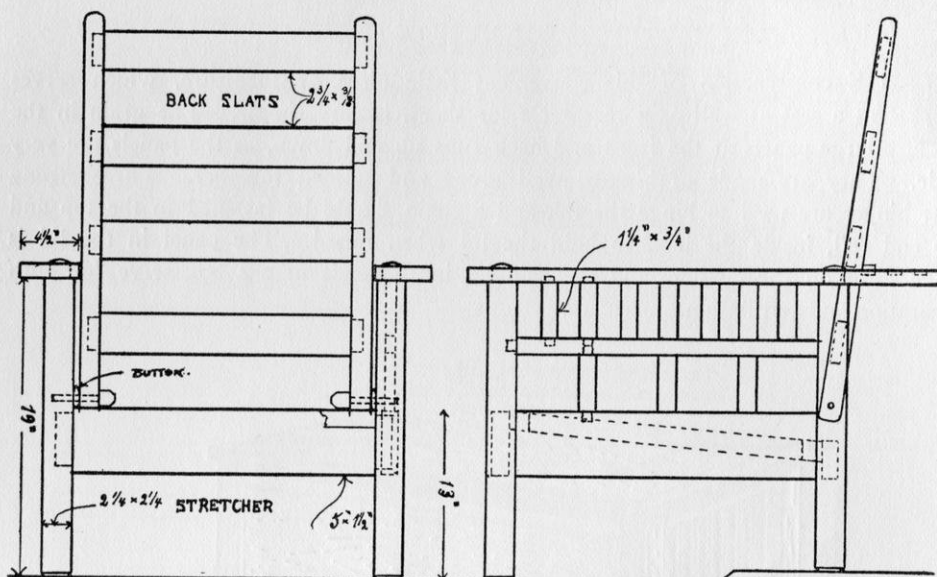 2 3/4 × 3/8"
BACK SLATS
4 1/2"
1 1/4" × 3/4"
BUTTON.
19"
2 1/4 × 2 1/4 STRETCHER
5" × 1 1/2"
13"